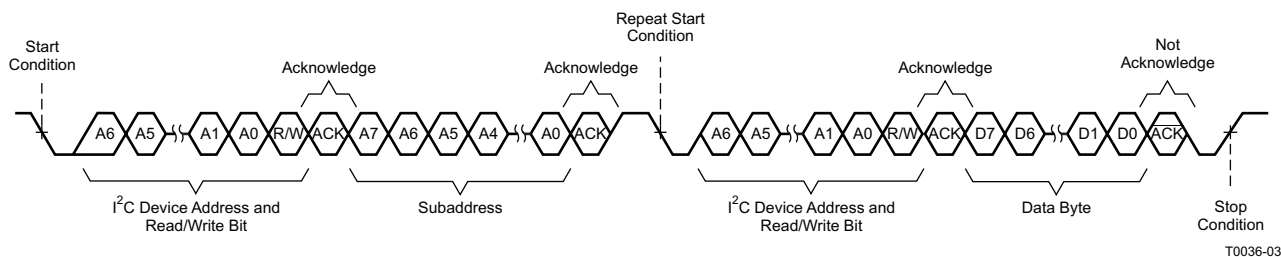 Repeat Start
Condition
Start
Condition
Not
Acknowledge
Acknowledge
Acknowledge
Acknowledge
A6 A5 A1 A0 R/W ACK A7 A6 A5 A4 A0 ACK A6 A5 A1 A0 R/W ACK D7 D6 D1 D0 A̅C̅K̅
I²C Device Address and
Read/Write Bit
Subaddress
I²C Device Address and
Read/Write Bit
Data Byte
Stop
Condition
T0036-03